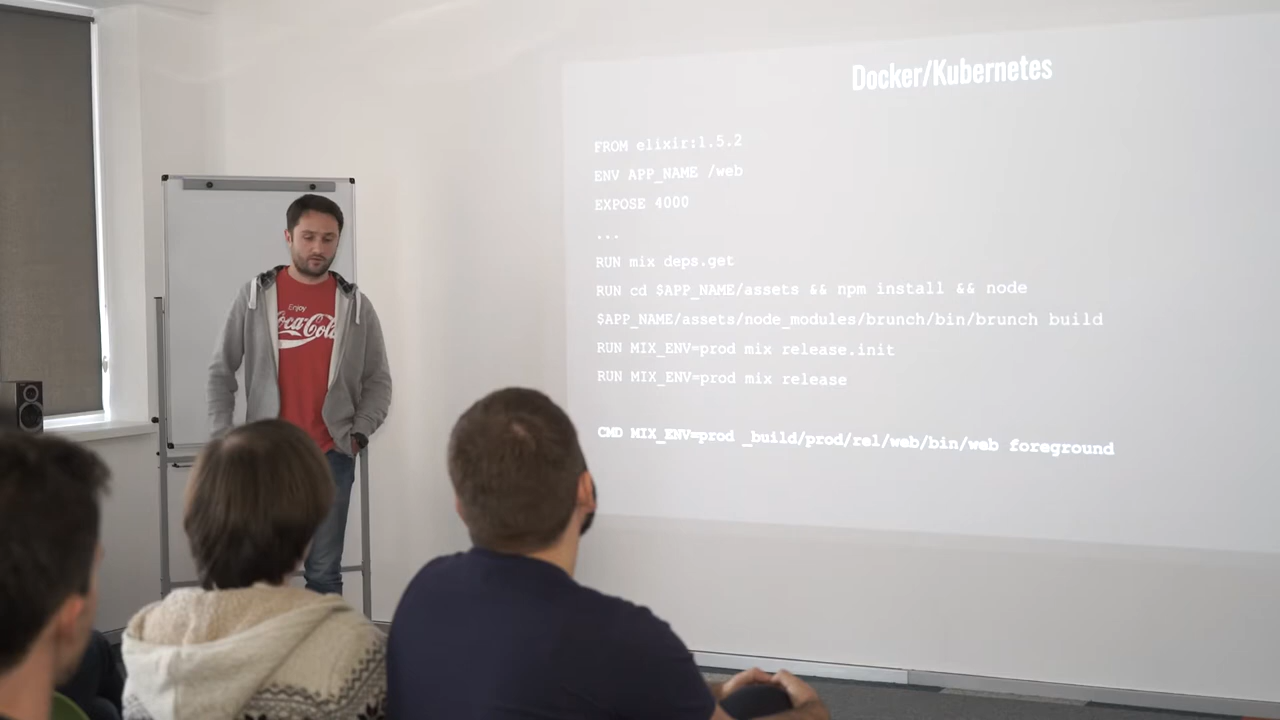 Docker/Kubernetes
FROM elixir:1.5.2
ENV APP_NAME /web
EXPOSE 4000
...
RUN mix deps.get
RUN cd $APP_NAME/assets && npm install && node
$APP_NAME/assets/node_modules/brunch/bin/brunch build
RUN MIX_ENV=prod mix release.init
RUN MIX_ENV=prod mix release
CMD MIX_ENV=prod _build/prod/rel/web/bin/web foreground
Enjoy
Coca-Cola